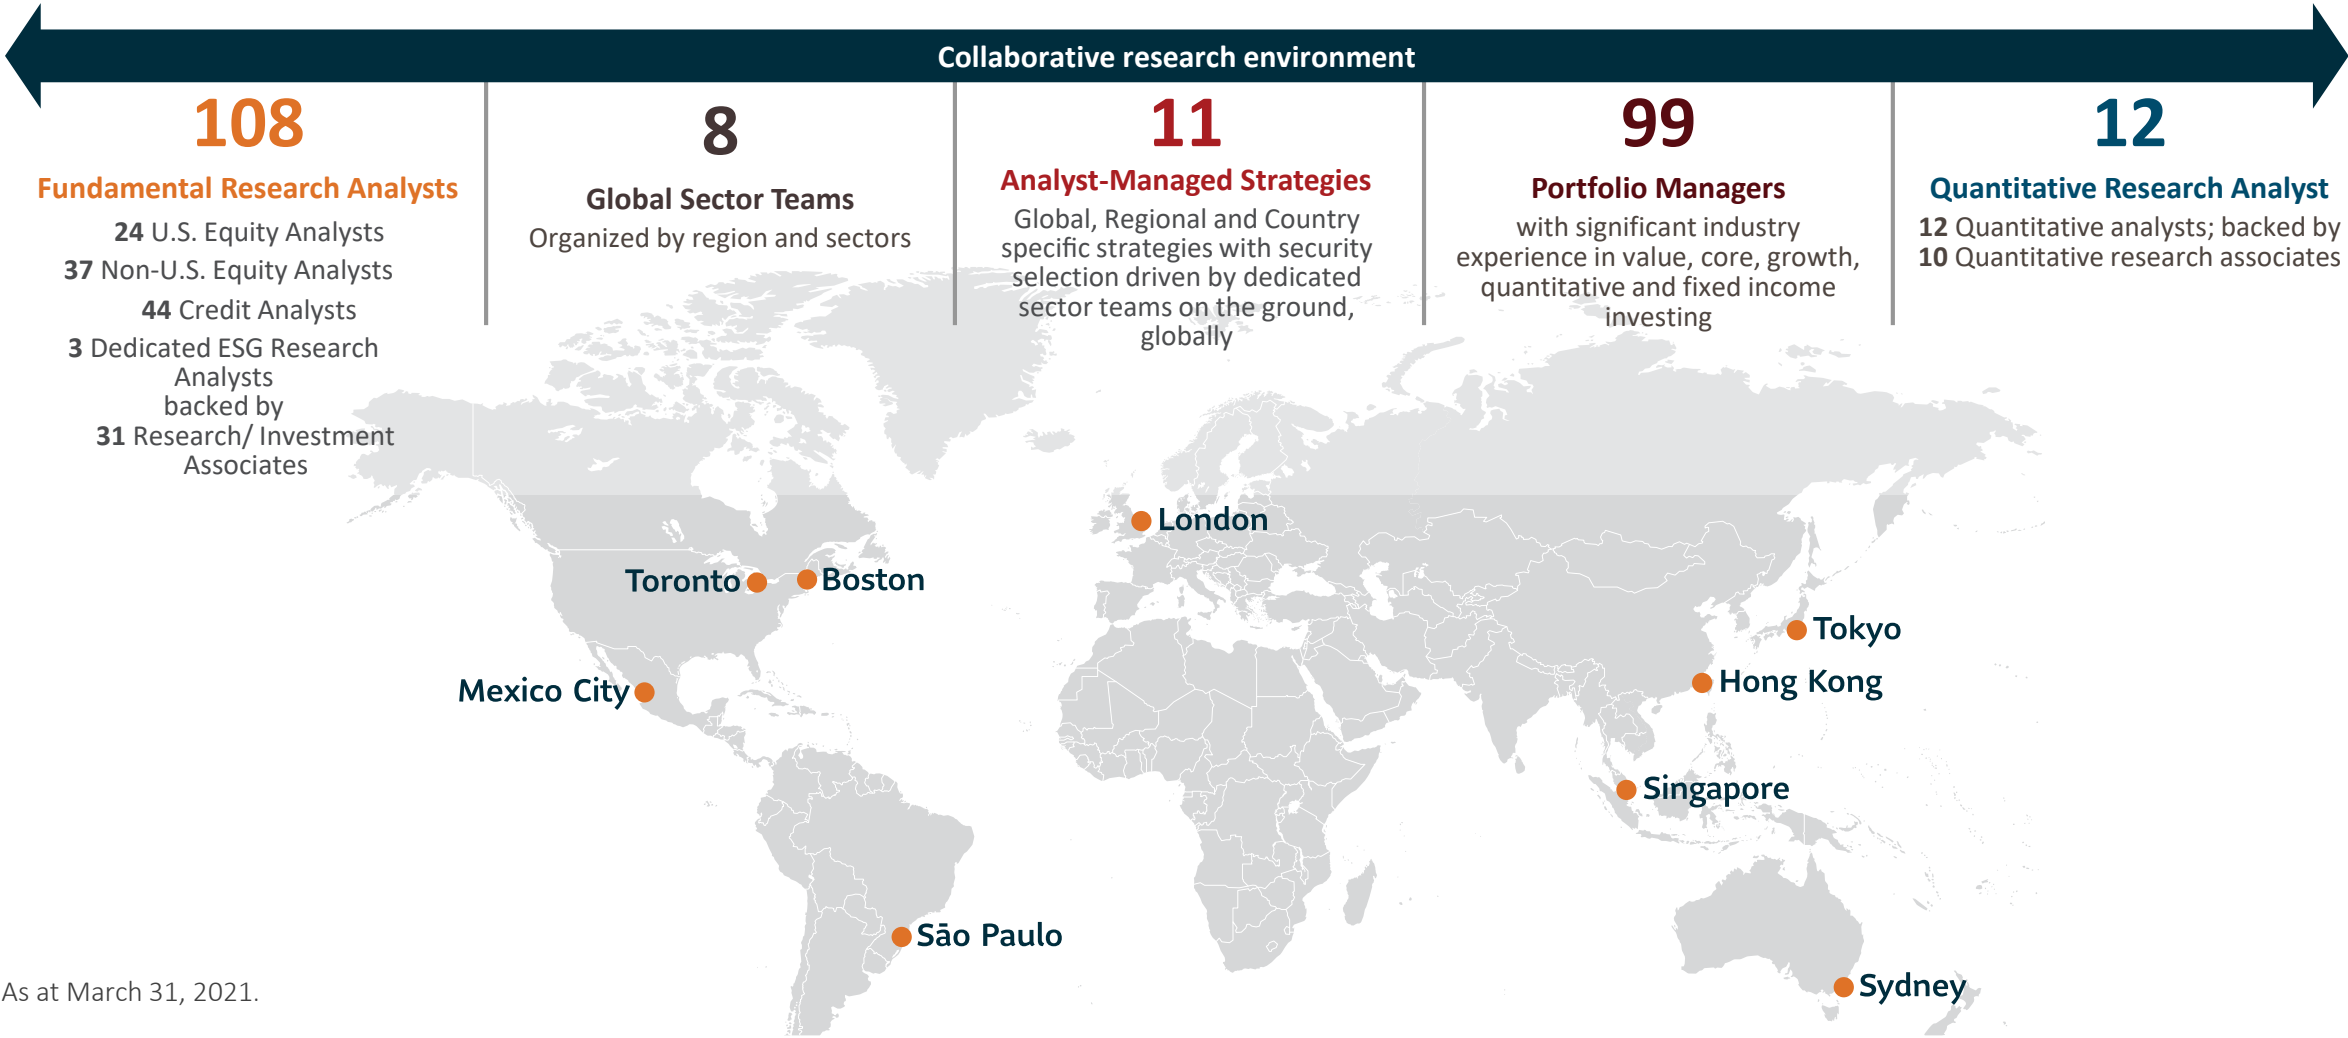 Collaborative research environment
108
Fundamental Research Analysts
24 U.S. Equity Analysts
37 Non-U.S. Equity Analysts
44 Credit Analysts
3 Dedicated ESG Research
Analysts
backed by
31 Research/ Investment
Associates
8
Global Sector Teams
Organized by region and sectors
11
Analyst-Managed Strategies
Global, Regional and Country
specific strategies with security
selection driven by dedicated
sector teams on the ground,
globally
99
Portfolio Managers
with significant industry
experience in value, core, growth,
quantitative and fixed income
investing
12
Quantitative Research Analyst
12 Quantitative analysts; backed by
10 Quantitative research associates
London
Toronto
Boston
Tokyo
Hong Kong
Mexico City
Singapore
São Paulo
Sydney
As at March 31, 2021.